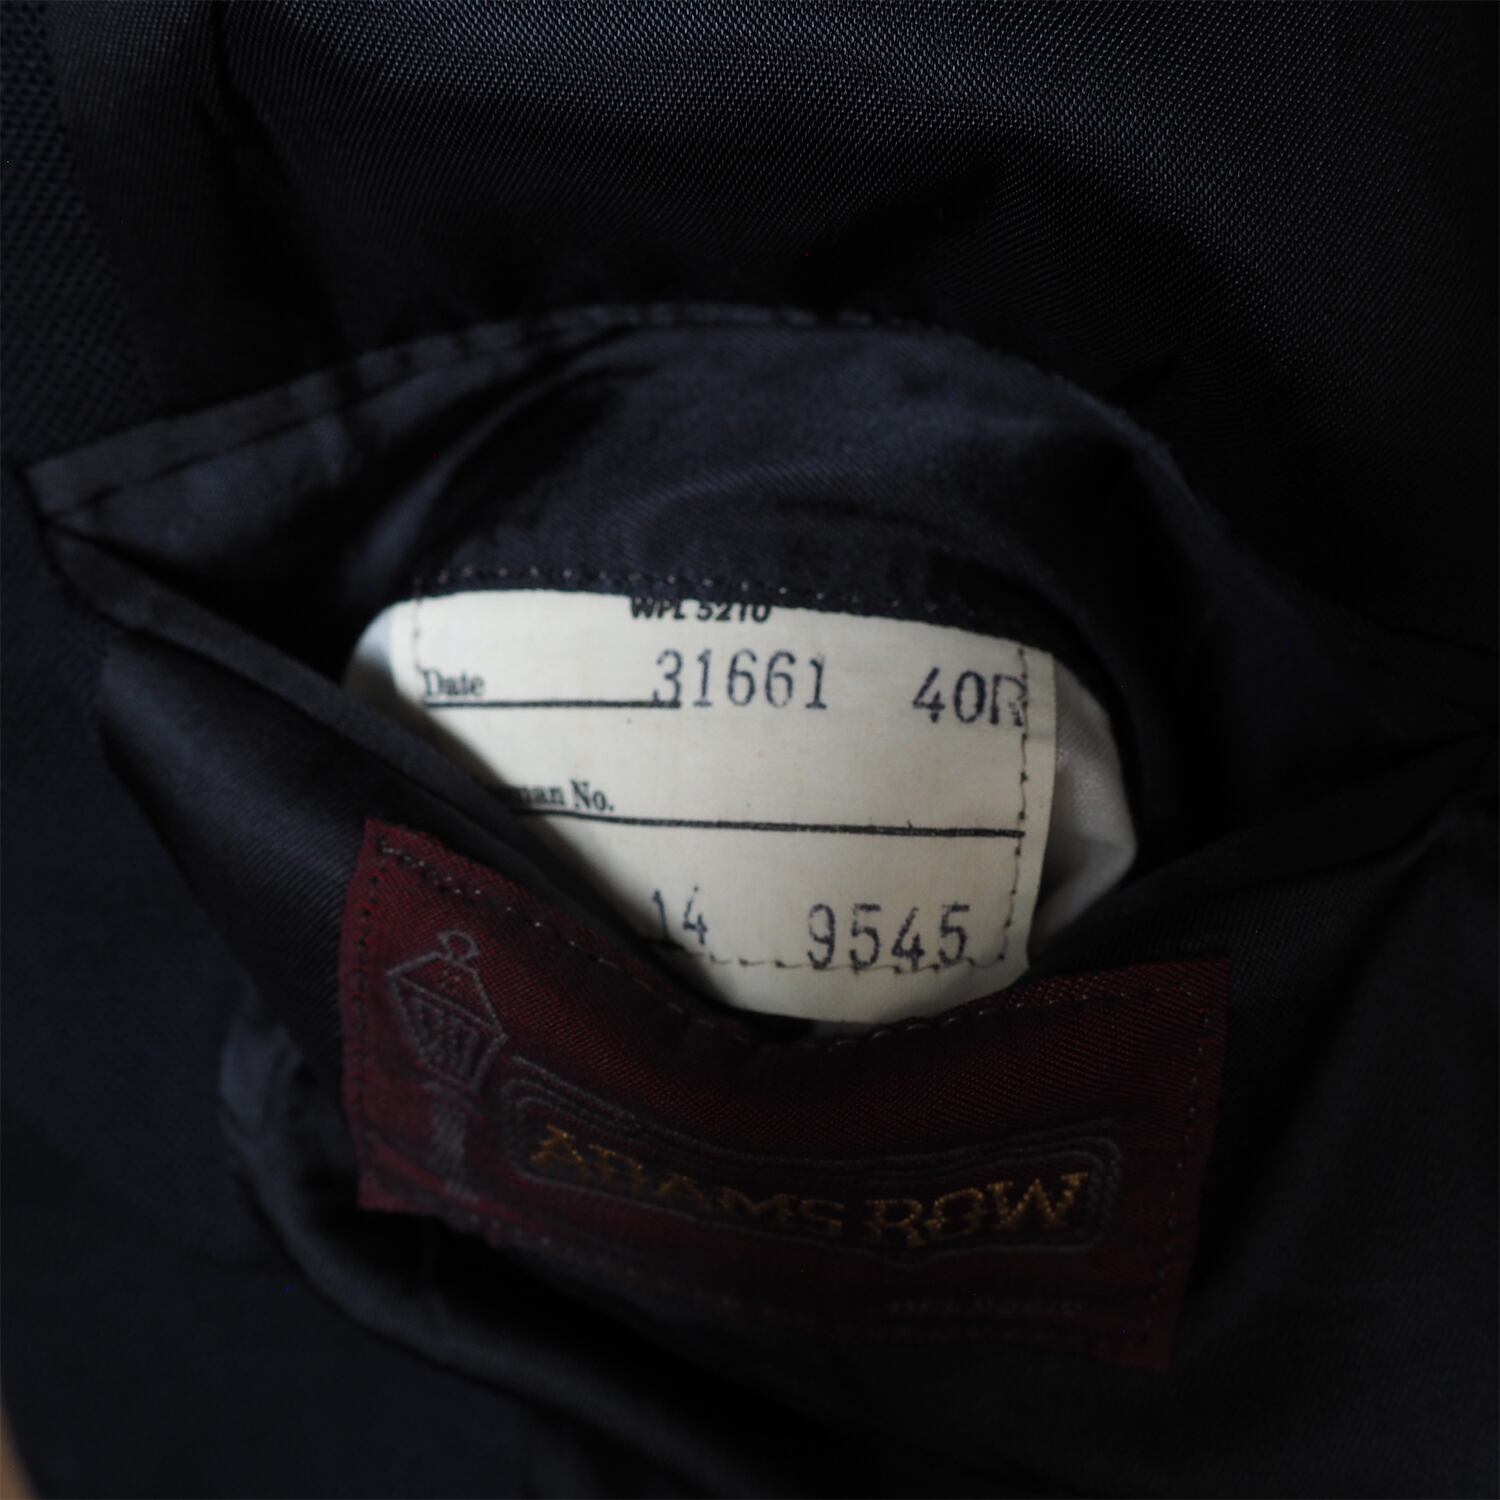 WPL 5210
Date 31661 40R
man No.
14 9545
ADAMS ROW